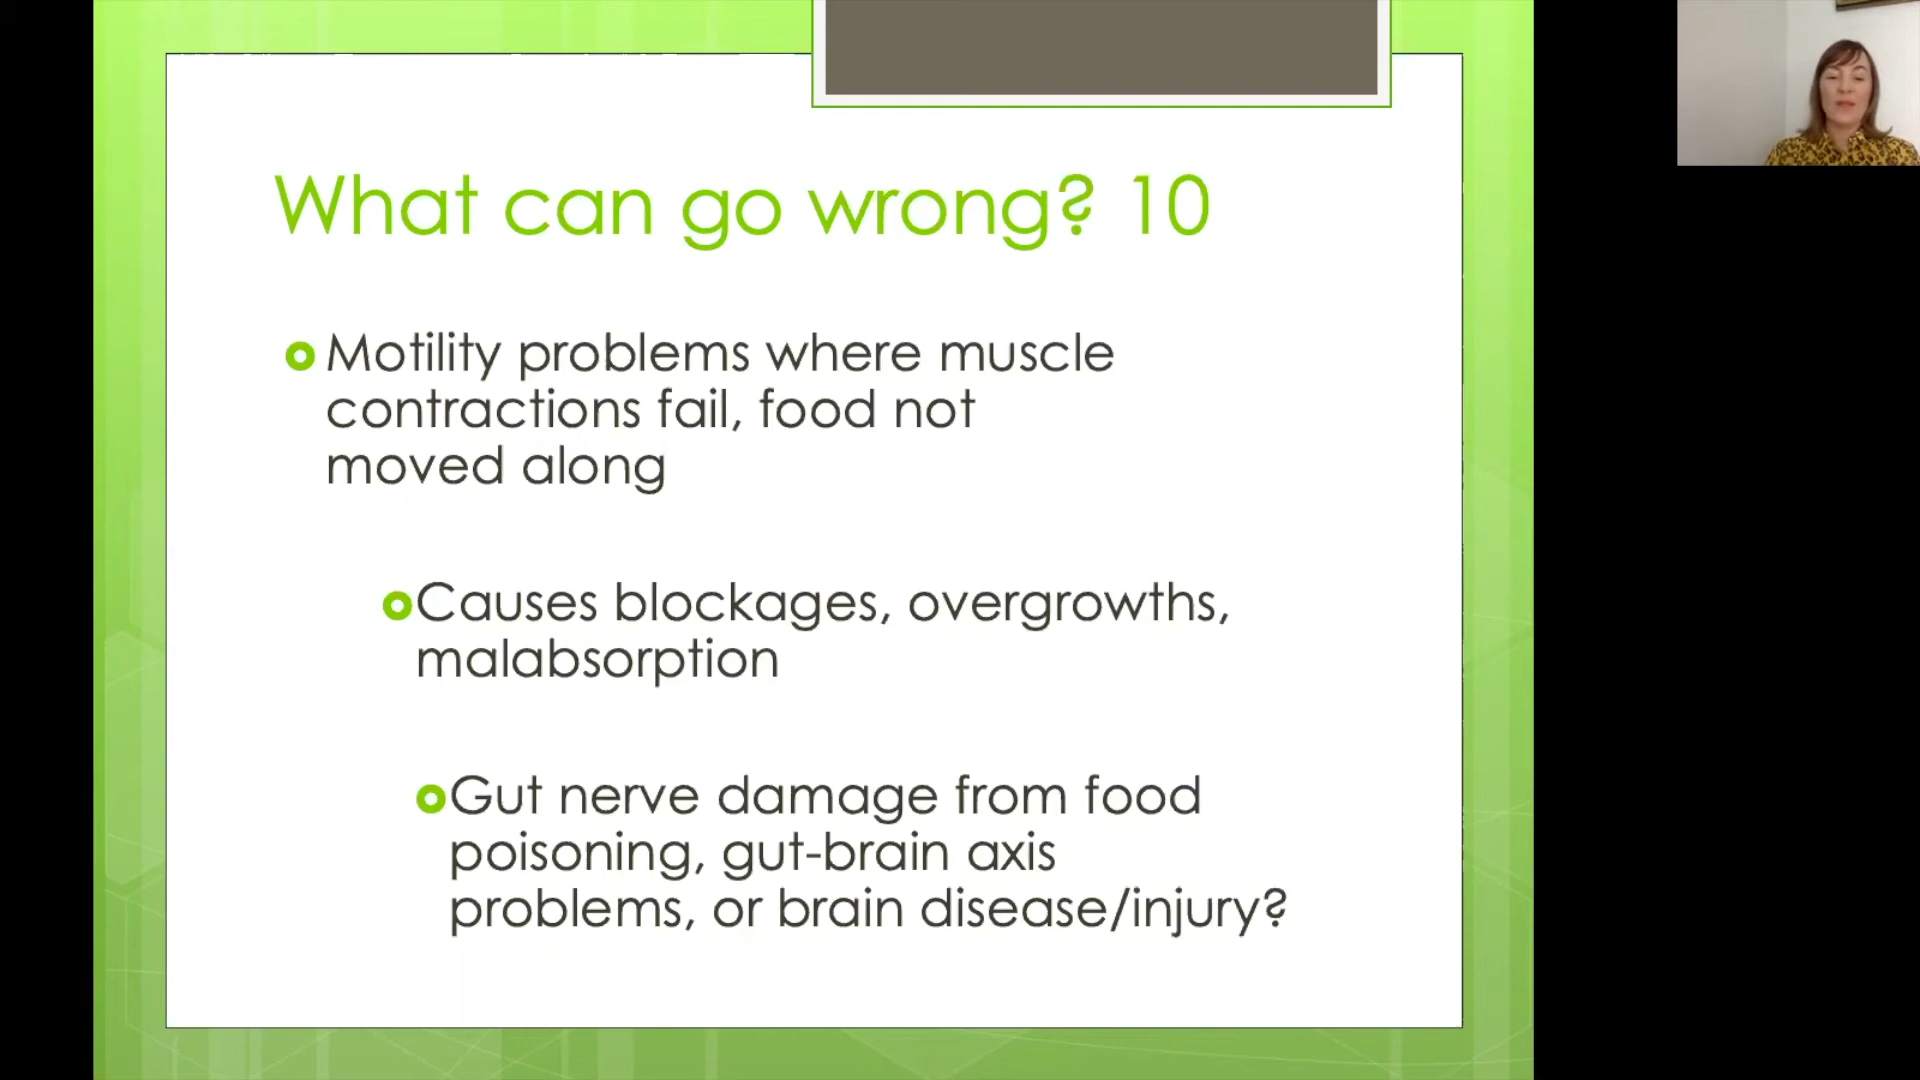 What can go wrong? 10
Motility problems where muscle
contractions fail, food not
moved along
Causes blockages, overgrowths,
malabsorption
Gut nerve damage from food
poisoning, gut-brain axis
problems, or brain disease/injury?